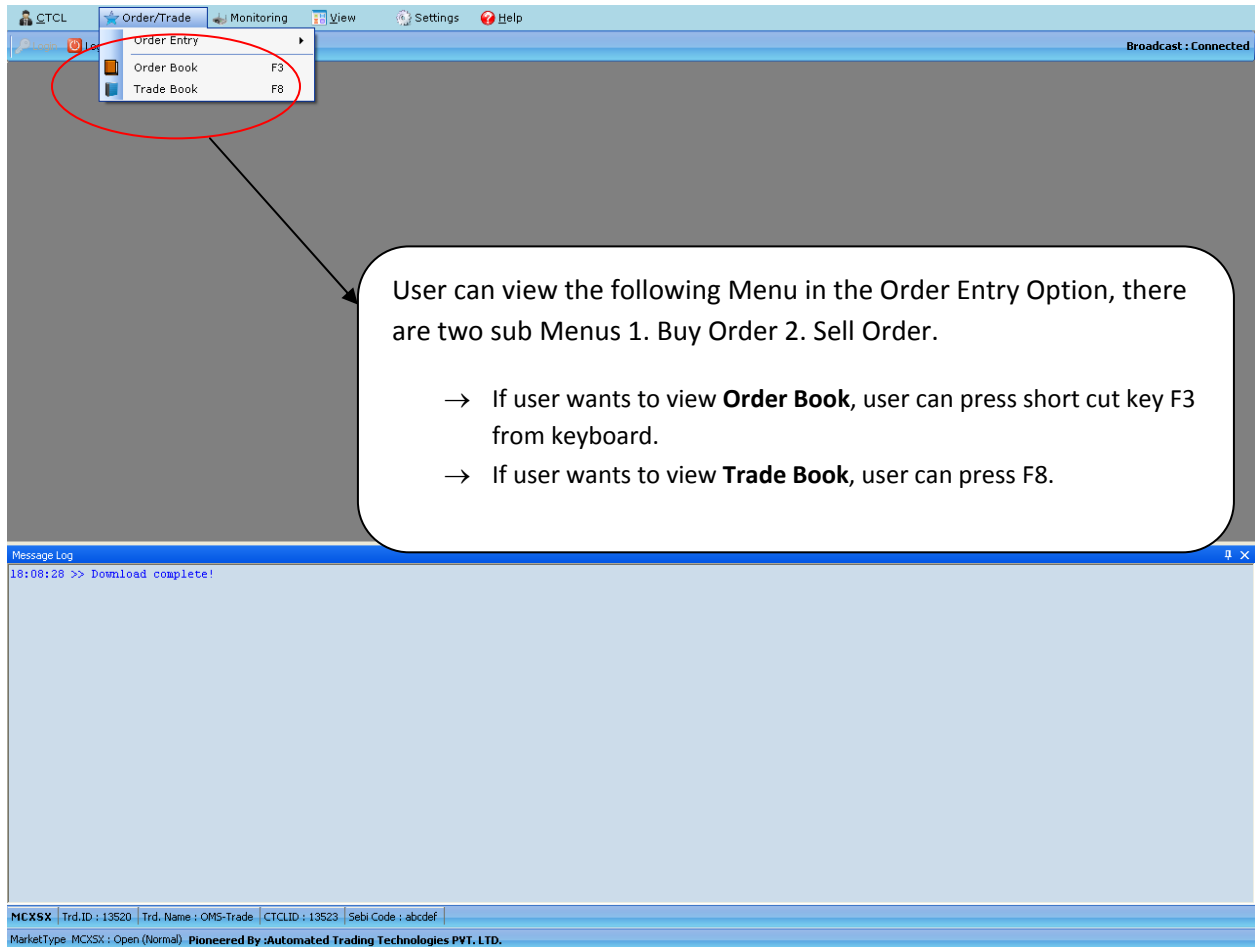 CTCL Order/Trade Monitoring View Settings Help
Order Entry
Broadcast : Connected
Order Book F3
Trade Book F8
User can view the following Menu in the Order Entry Option, there
are two sub Menus 1. Buy Order 2. Sell Order.
→ If user wants to view Order Book, user can press short cut key F3
from keyboard.
→ If user wants to view Trade Book, user can press F8.
Message Log
18:08:28 >> Download complete!
MCXSX Trd.ID : 13520 Trd. Name : OMS-Trade CTCLID : 13523 Sebi Code : abcdef
MarketType MCXSX : Open (Normal) Pioneered By :Automated Trading Technologies PVT. LTD.